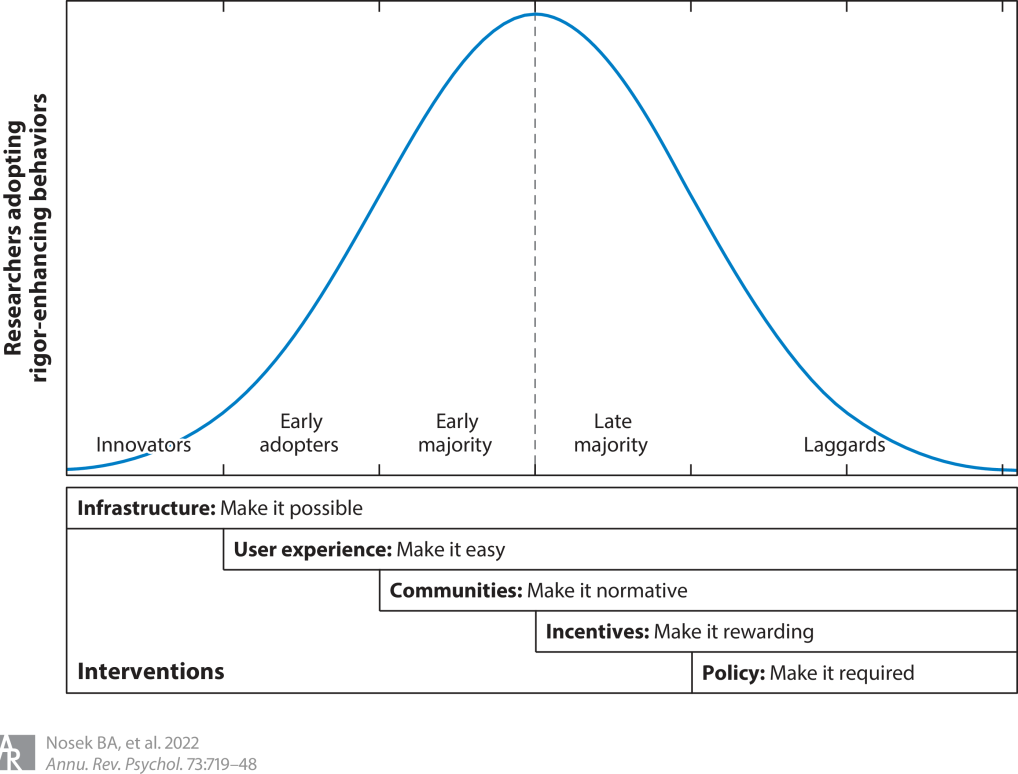 Researchers adopting
rigor-enhancing behaviors
Innovators
Early
adopters
Early
majority
Late
majority
Laggards
Infrastructure: Make it possible
User experience: Make it easy
Communities: Make it normative
Incentives: Make it rewarding
Policy: Make it required
Interventions
AR
Nosek BA, et al. 2022
Annu. Rev. Psychol. 73:719–48